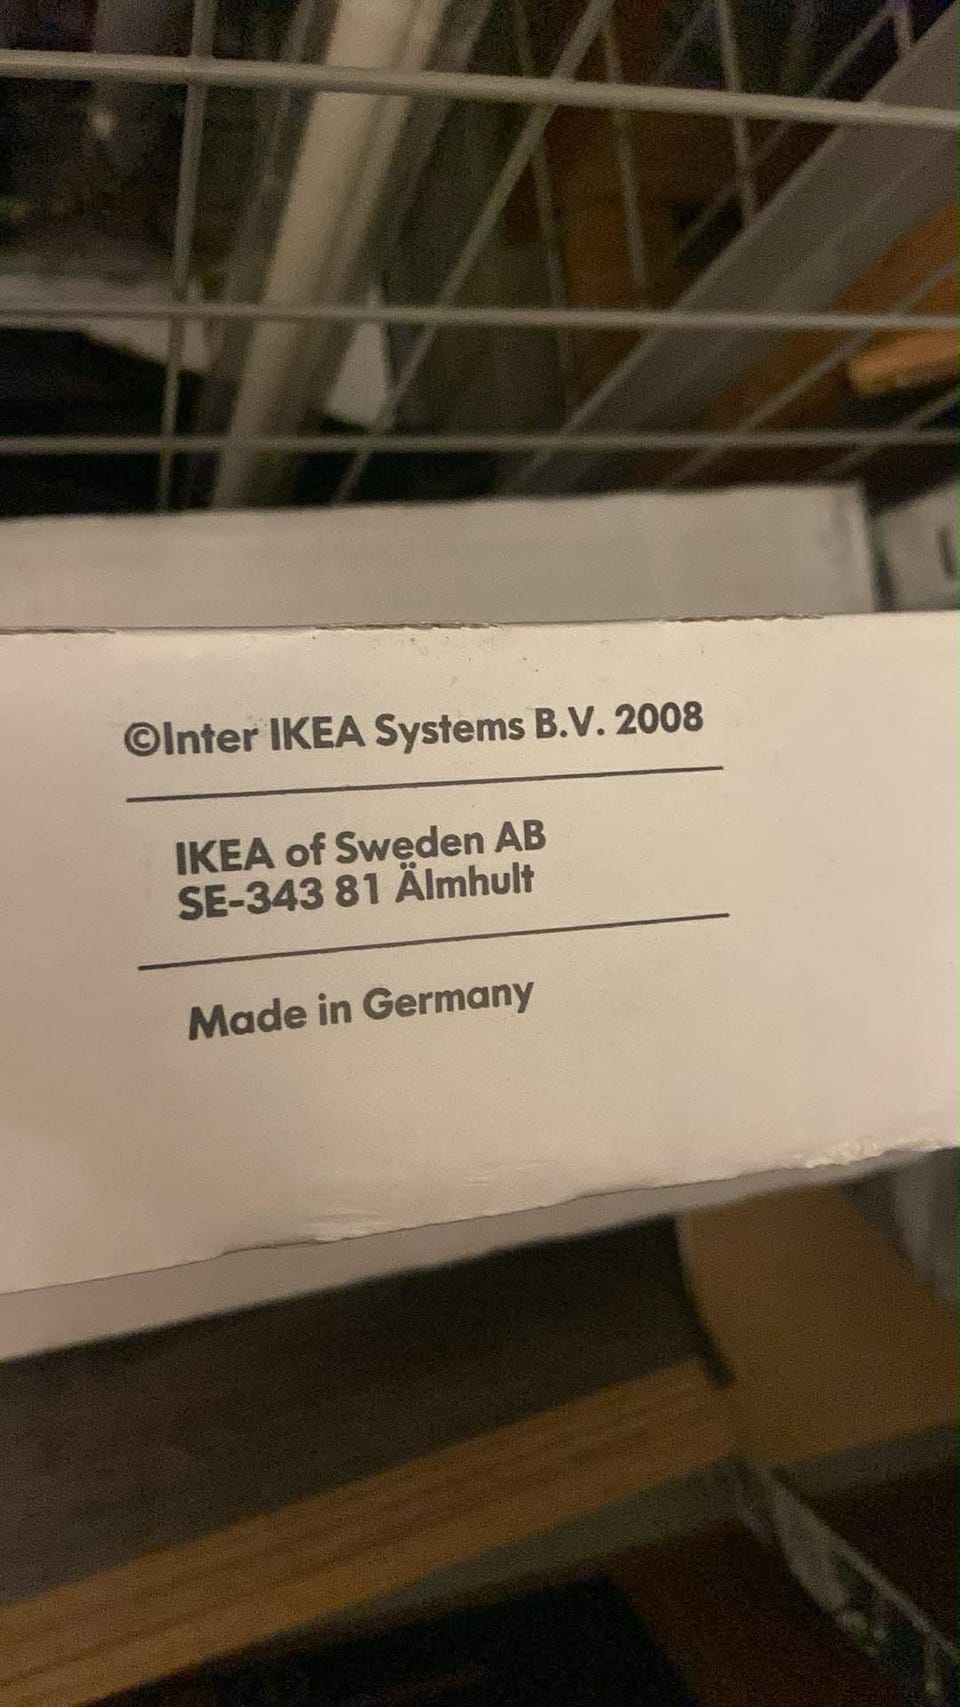 ©Inter IKEA Systems B.V. 2008
IKEA of Sweden AB
SE-343 81 Älmhult
Made in Germany